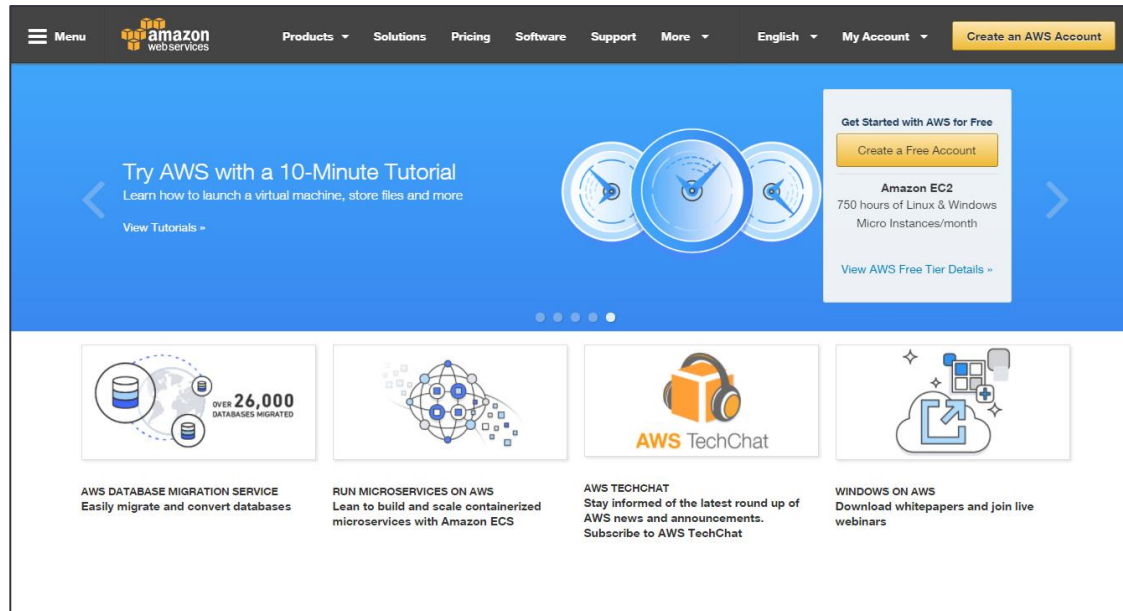 Menu
amazon
webservices
Products
Solutions
Pricing
Software
Support
More
English
My Account
Create an AWS Account
Try AWS with a 10-Minute Tutorial
Learn how to launch a virtual machine, store files and more
View Tutorials »
Get Started with AWS for Free
Create a Free Account
Amazon EC2
750 hours of Linux & Windows
Micro Instances/month
View AWS Free Tier Details »
OVER 26,000
DATABASES MIGRATED
AWS TechChat
AWS DATABASE MIGRATION SERVICE
Easily migrate and convert databases
RUN MICROSERVICES ON AWS
Lean to build and scale containerized
microservices with Amazon ECS
AWS TECHCHAT
Stay informed of the latest round up of
AWS news and announcements.
Subscribe to AWS TechChat
WINDOWS ON AWS
Download whitepapers and join live
webinars